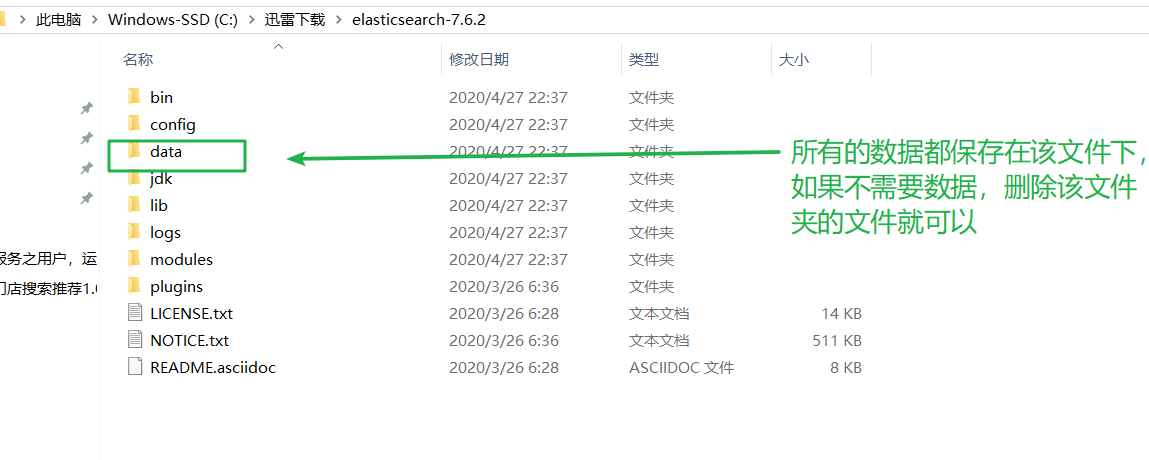 此电脑 > Windows-SSD (C:) > 迅雷下载 > elasticsearch-7.6.2
名称 修改日期 类型 大小
bin 2020/4/27 22:37 文件夹
config 2020/4/27 22:37 文件夹
data 2020/4/27 22:37 文件夹
jdk 2020/4/27 22:37 文件夹
lib 2020/4/27 22:37 文件夹
logs 2020/4/27 22:37 文件夹
modules 2020/4/27 22:37 文件夹
plugins 2020/3/26 6:36 文件夹
LICENSE.txt 2020/3/26 6:28 文本文档 14 KB
NOTICE.txt 2020/3/26 6:36 文本文档 511 KB
README.asciidoc 2020/3/26 6:28 ASCIIDOC 文件 8 KB
服务之用户，运
门店搜索推荐1.
所有的数据都保存在该文件下，
如果不需要数据，删除该文件
夹的文件就可以